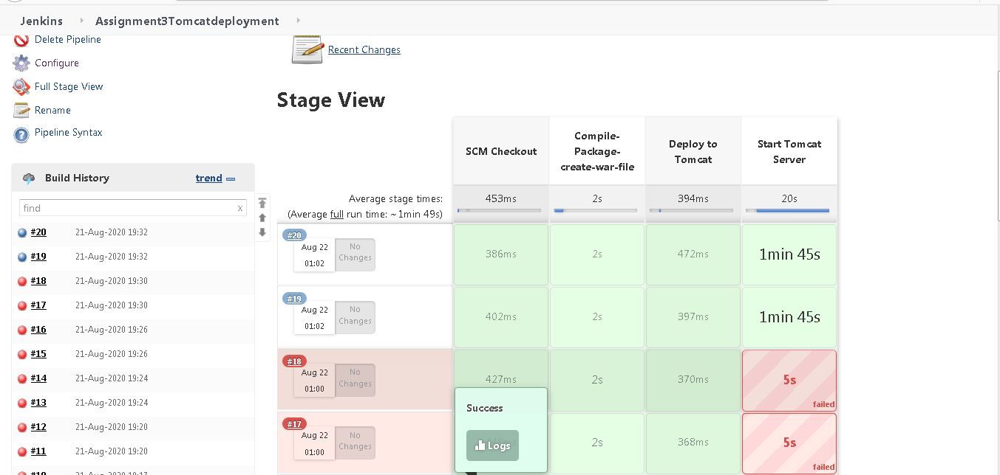 Jenkins
Assignment3Tomcatdeployment
Delete Pipeline
Configure
Full Stage View
Rename
Pipeline Syntax
Build History
trend
find
x
#20 21-Aug-2020 19:32
#19 21-Aug-2020 19:32
#18 21-Aug-2020 19:30
#17 21-Aug-2020 19:30
#16 21-Aug-2020 19:26
#15 21-Aug-2020 19:26
#14 21-Aug-2020 19:24
#13 21-Aug-2020 19:24
#12 21-Aug-2020 19:20
#11 21-Aug-2020 19:20
#10 21-Aug-2020 19:17
Recent Changes
Stage View
SCM Checkout
Compile-
Package-
create-war-file
Deploy to
Tomcat
Start Tomcat
Server
Average stage times:
(Average full run time: ~1min 49s)
453ms
2s
394ms
20s
#20
Aug 22
01:02
No
Changes
386ms
2s
472ms
1min 45s
#19
Aug 22
01:02
No
Changes
402ms
2s
397ms
1min 45s
#18
Aug 22
01:00
No
Changes
427ms
2s
370ms
5s
failed
#17
Aug 22
01:00
No
Changes
Success
Logs
2s
368ms
5s
failed